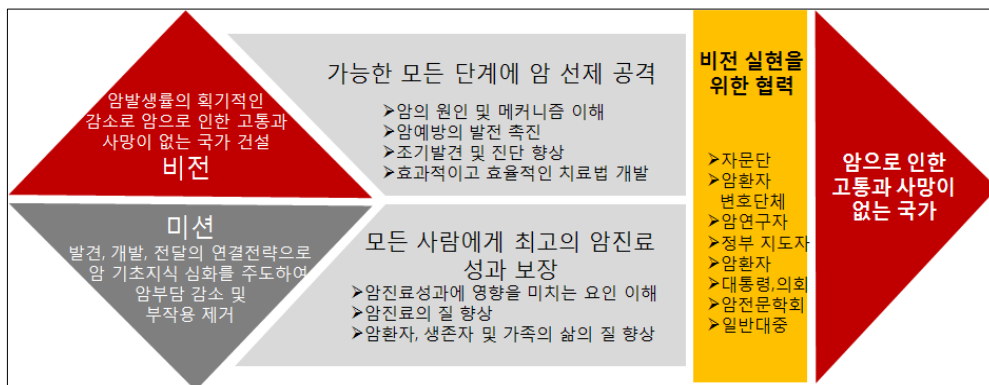 암발생률의 획기적인
감소로 암으로 인한 고통과
사망이 없는 국가 건설
비전
미션
발견, 개발, 전달의 연결전략으로
암 기초지식 심화를 주도하여
암부담 감소 및
부작용 제거
가능한 모든 단계에 암 선제 공격
➢암의 원인 및 메커니즘 이해
➢암예방의 발전 촉진
➢조기발견 및 진단 향상
➢효과적이고 효율적인 치료법 개발
모든 사람에게 최고의 암진료
성과 보장
➢암진료성과에 영향을 미치는 요인 이해
➢암진료의 질 향상
➢암환자, 생존자 및 가족의 삶의 질 향상
비전 실현을
위한 협력
➢자문단
➢암환자
변호단체
➢암연구자
➢정부 지도자
➢암환자
➢대통령,의회
➢암전문학회
➢일반대중
암으로 인한
고통과 사망이
없는 국가